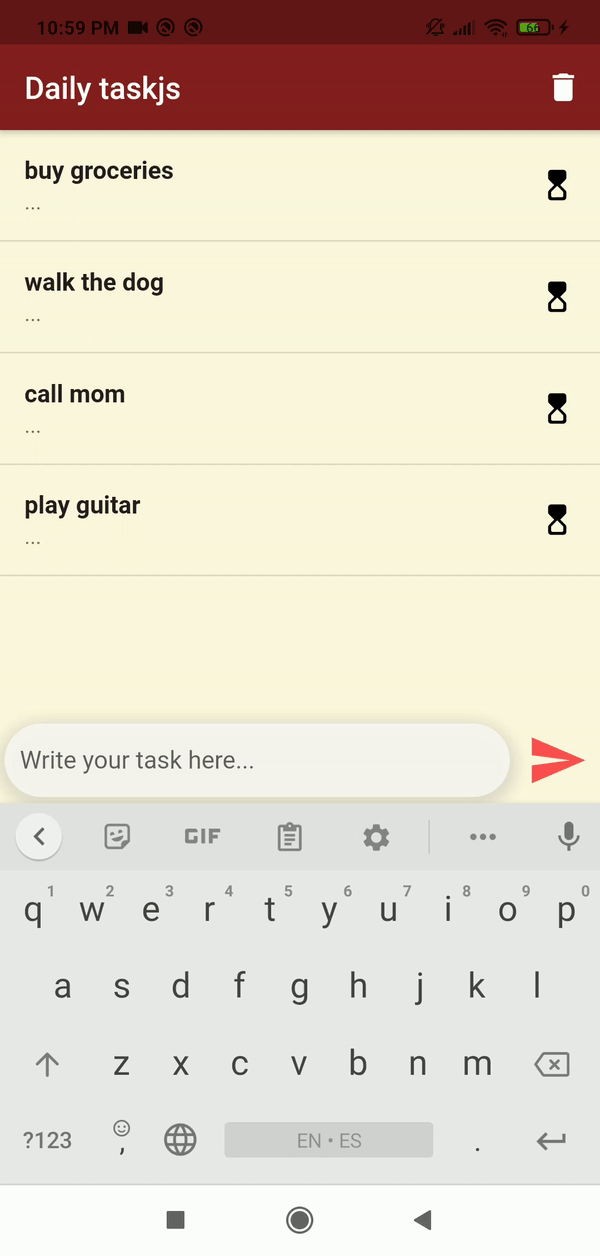 10:59 PM 66
Daily taskjs
buy groceries
...
walk the dog
...
call mom
...
play guitar
...
Write your task here...
GIF
1 2 3 4 5 6 7 8 9 0
q w e r t y u i o p
a s d f g h j k l
z x c v b n m
?123 , EN • ES .